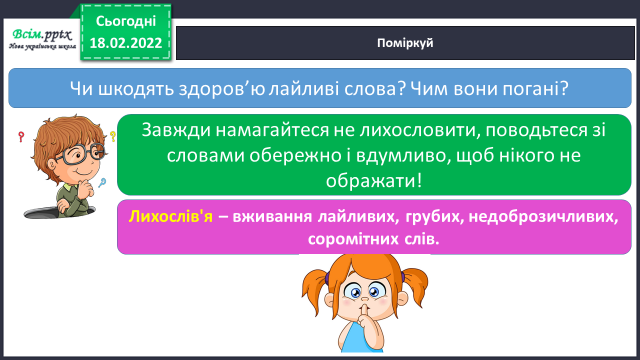 Всім.pptx
Нова українська школа
Сьогодні
18.02.2022
Поміркуй
Чи шкодять здоров’ю лайливі слова? Чим вони погані?
Завжди намагайтеся не лихословити, поводьтеся зі
словами обережно і вдумливо, щоб нікого не
ображати!
Лихослів'я – вживання лайливих, грубих, недоброзичливих,
соромітних слів.